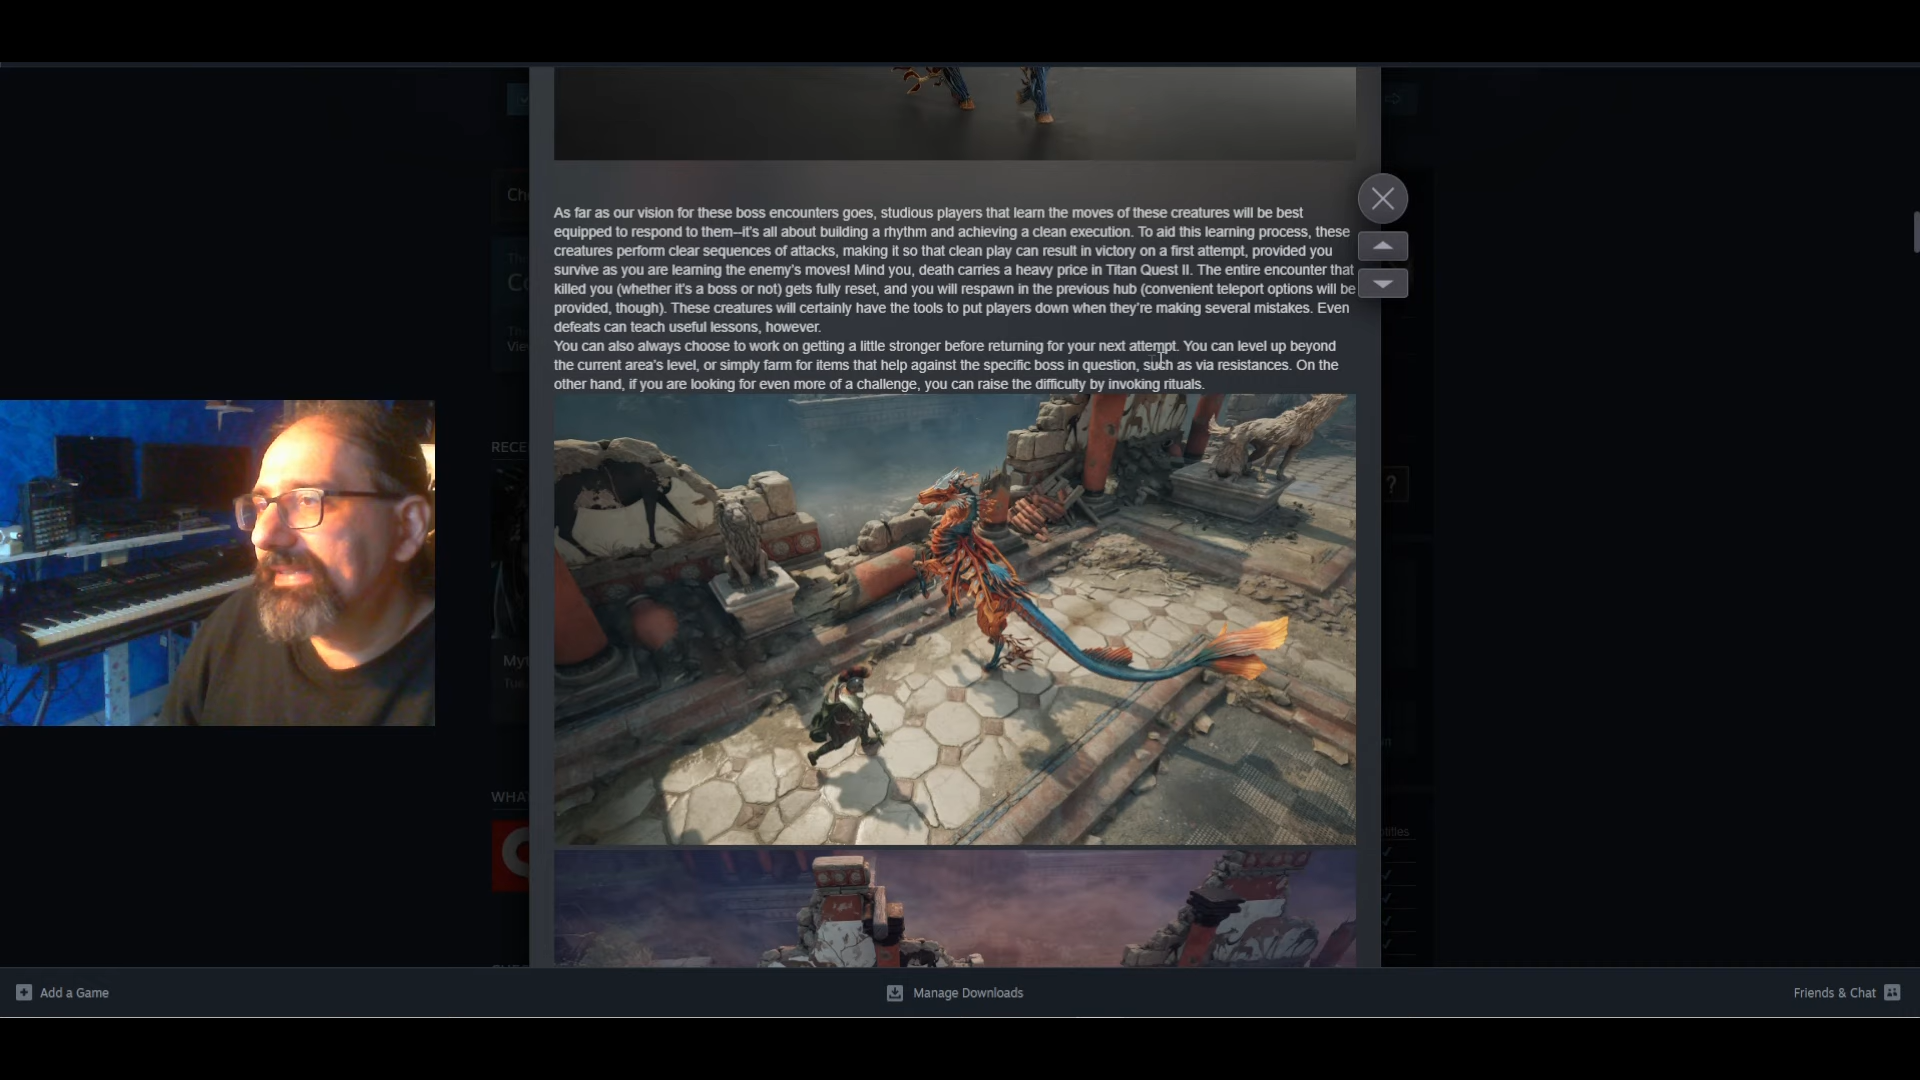 Ch
As far as our vision for these boss encounters goes, studious players that learn the moves of these creatures will be best
equipped to respond to them–it's all about building a rhythm and achieving a clean execution. To aid this learning process, these
creatures perform clear sequences of attacks, making it so that clean play can result in victory on a first attempt, provided you
survive as you are learning the enemy's moves! Mind you, death carries a heavy price in Titan Quest II. The entire encounter that
killed you (whether it's a boss or not) gets fully reset, and you will respawn in the previous hub (convenient teleport options will be
provided, though). These creatures will certainly have the tools to put players down when they're making several mistakes. Even
defeats can teach useful lessons, however.
You can also always choose to work on getting a little stronger before returning for your next attempt. You can level up beyond
the current area's level, or simply farm for items that help against the specific boss in question, such as via resistances. On the
other hand, if you are looking for even more of a challenge, you can raise the difficulty by invoking rituals.
RECE
?
Myt
Tue
WHA
Add a Game
Manage Downloads
Friends & Chat